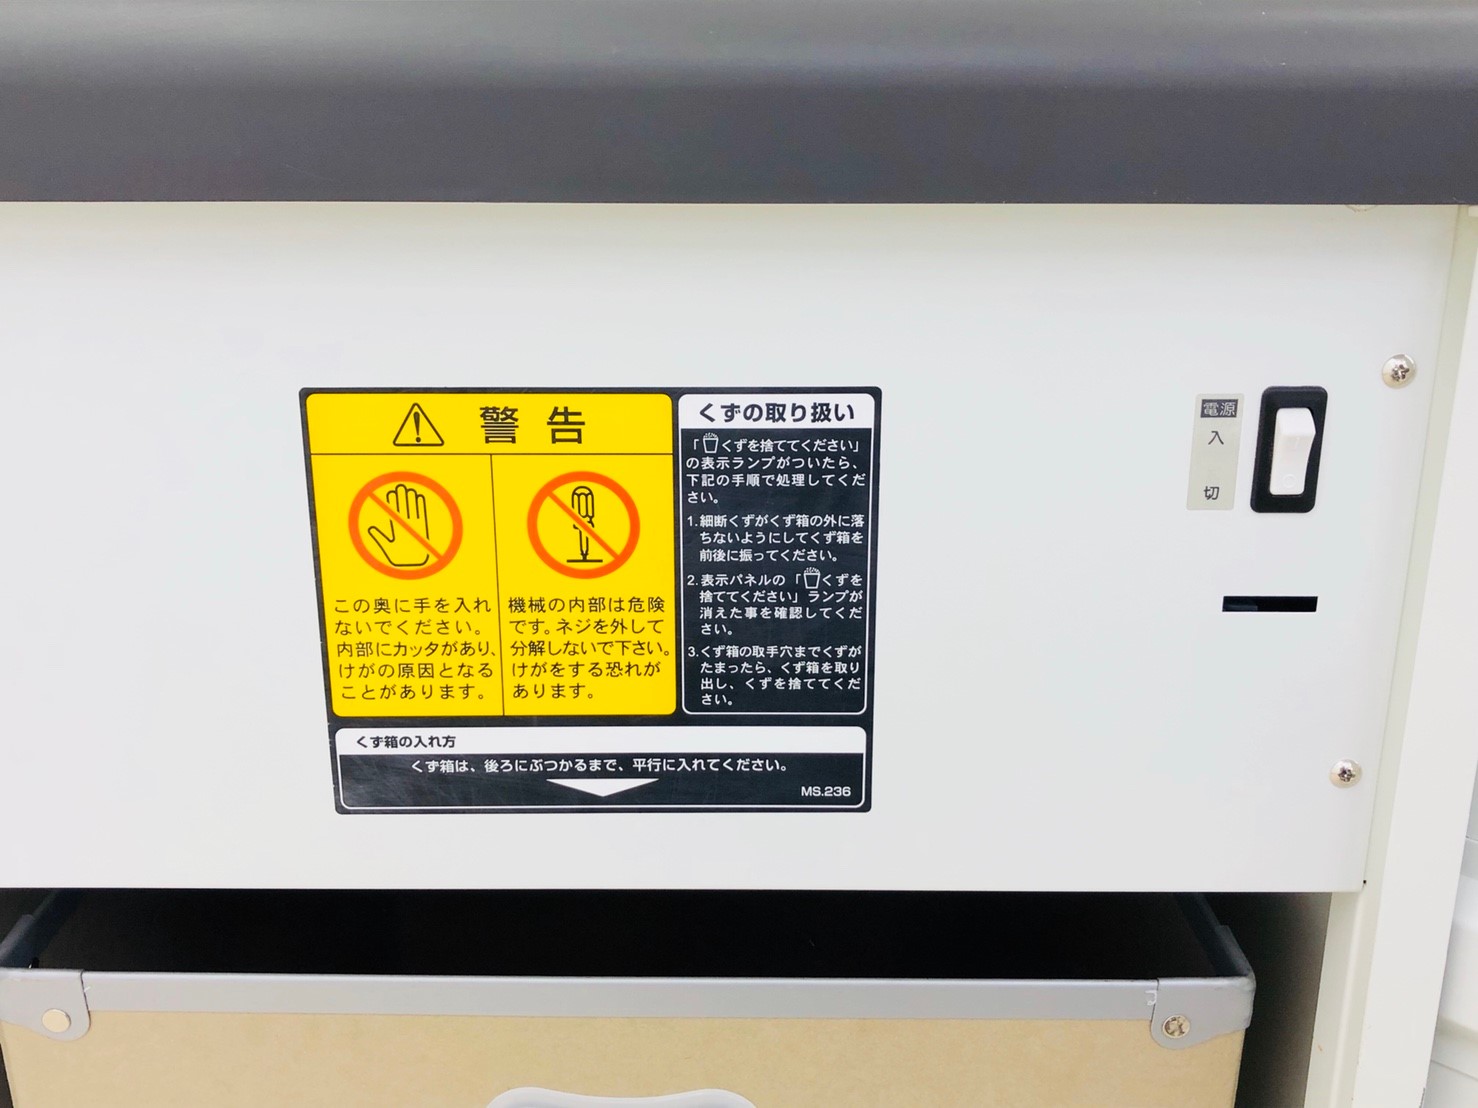 警告
この奥に手を入れ
ないでください。
内部にカッタがあり、
けがの原因となる
ことがあります。
機械の内部は危険
です。ネジを外して
分解しないで下さい。
けがをする恐れが
あります。
くずの取り扱い
「くずを捨ててください」
の表示ランプがついたら、
下記の手順で処理してくだ
さい。
1.細断くずがくず箱の外に落
ちないようにしてくず箱を
前後に振ってください。
2.表示パネルの「くずを
捨ててください」ランプが
消えた事を確認してくだ
さい。
3.くず箱の取手穴までくずが
たまったら、くず箱を取り
出し、くずを捨ててくだ
さい。
くず箱の入れ方
くず箱は、後ろにぶつかるまで、平行に入れてください。
MS.236
電源
入
切